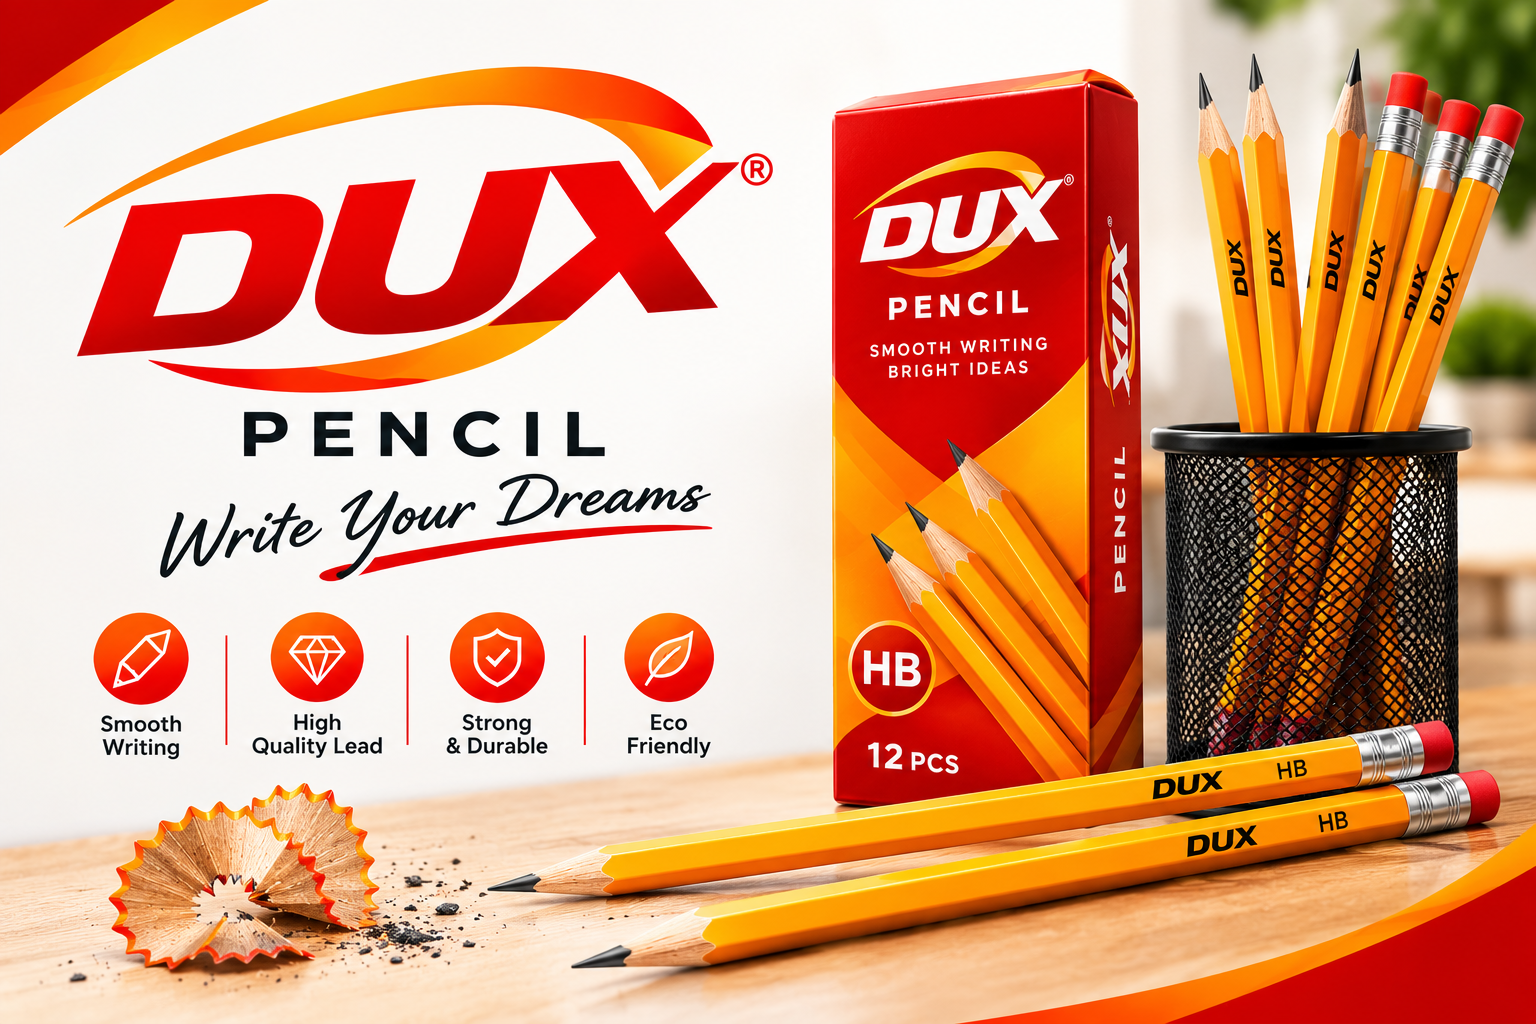 DUX®
PENCIL
Write Your Dreams
Smooth
Writing
High
Quality Lead
Strong
& Durable
Eco
Friendly
DUX®
PENCIL
SMOOTH WRITING
BRIGHT IDEAS
HB
12 PCS
PENCIL
DUX
DUX
DUX
DUX
DUX
DUX
DUX HB
DUX HB